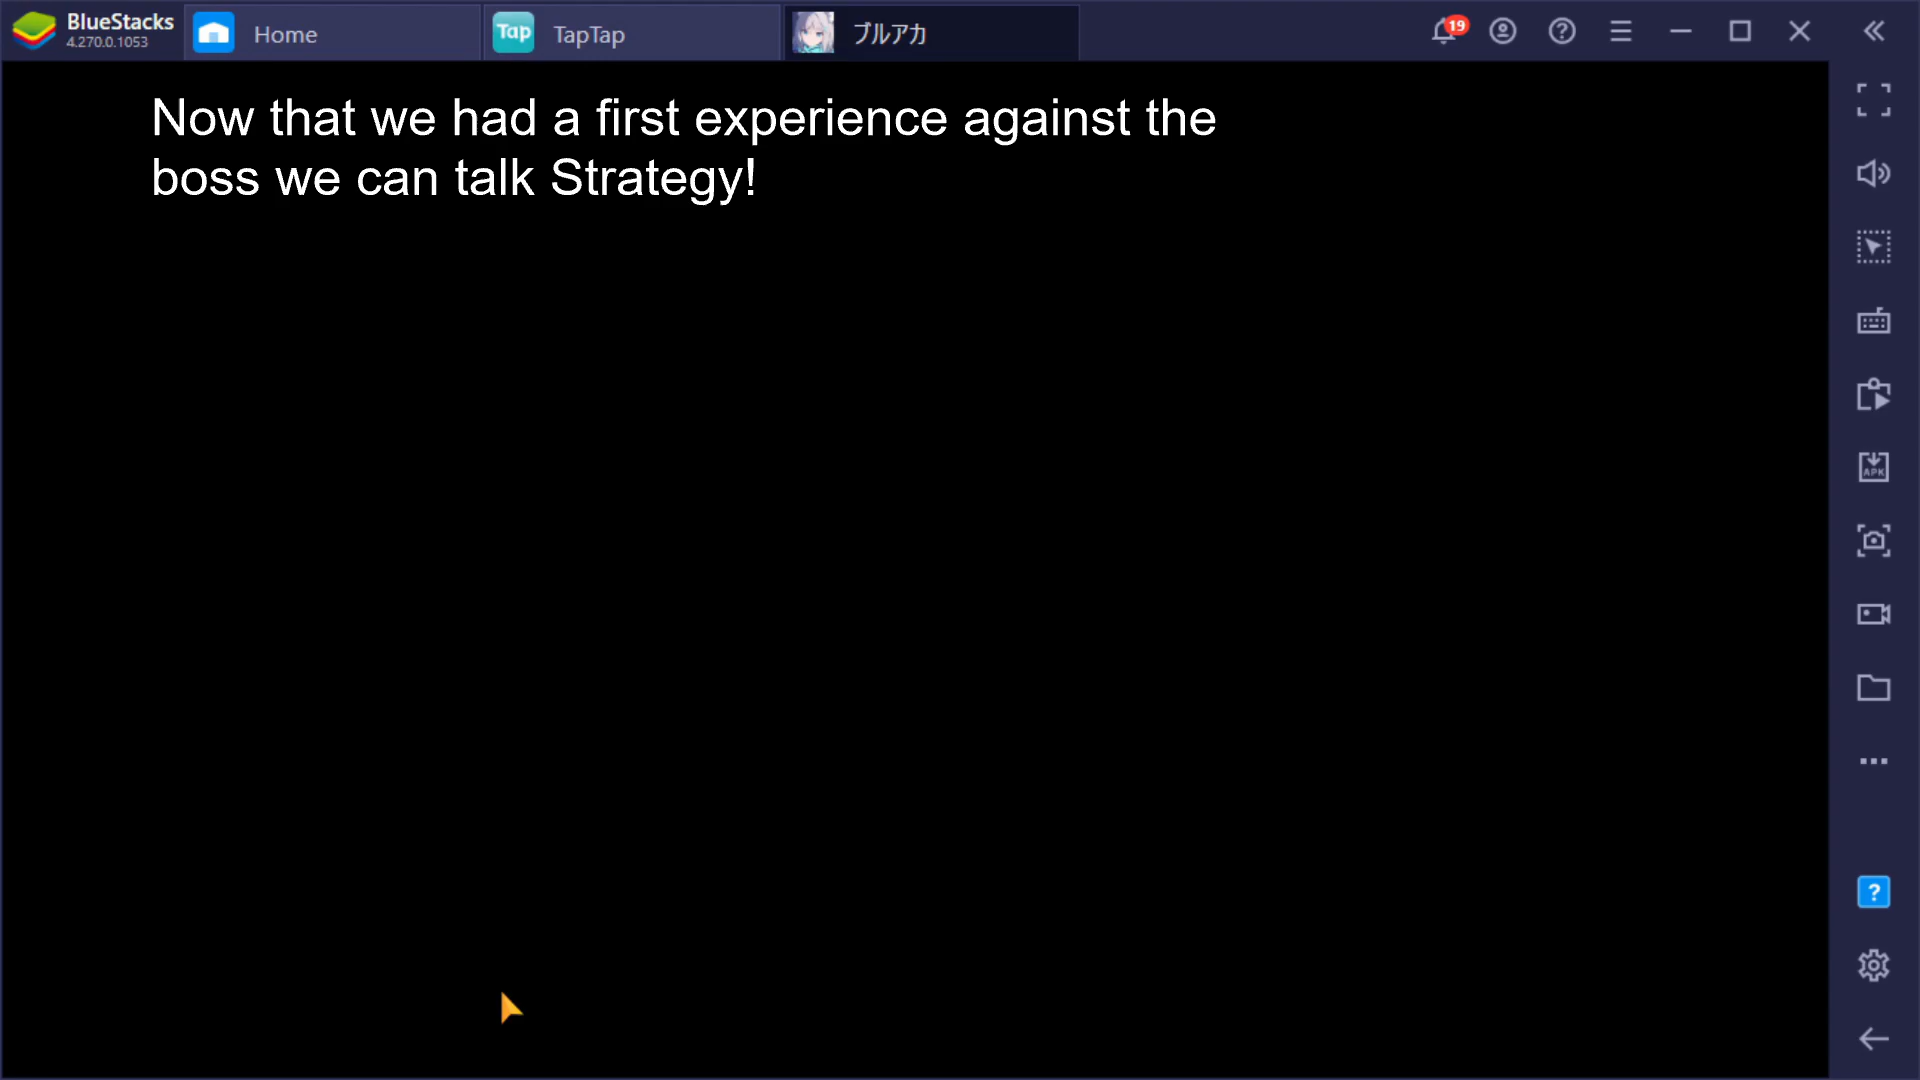 BlueStacks
4.270.0.1053
Home
Tap
TapTap
ブルアカ
19
Now that we had a first experience against the
boss we can talk Strategy!
APK